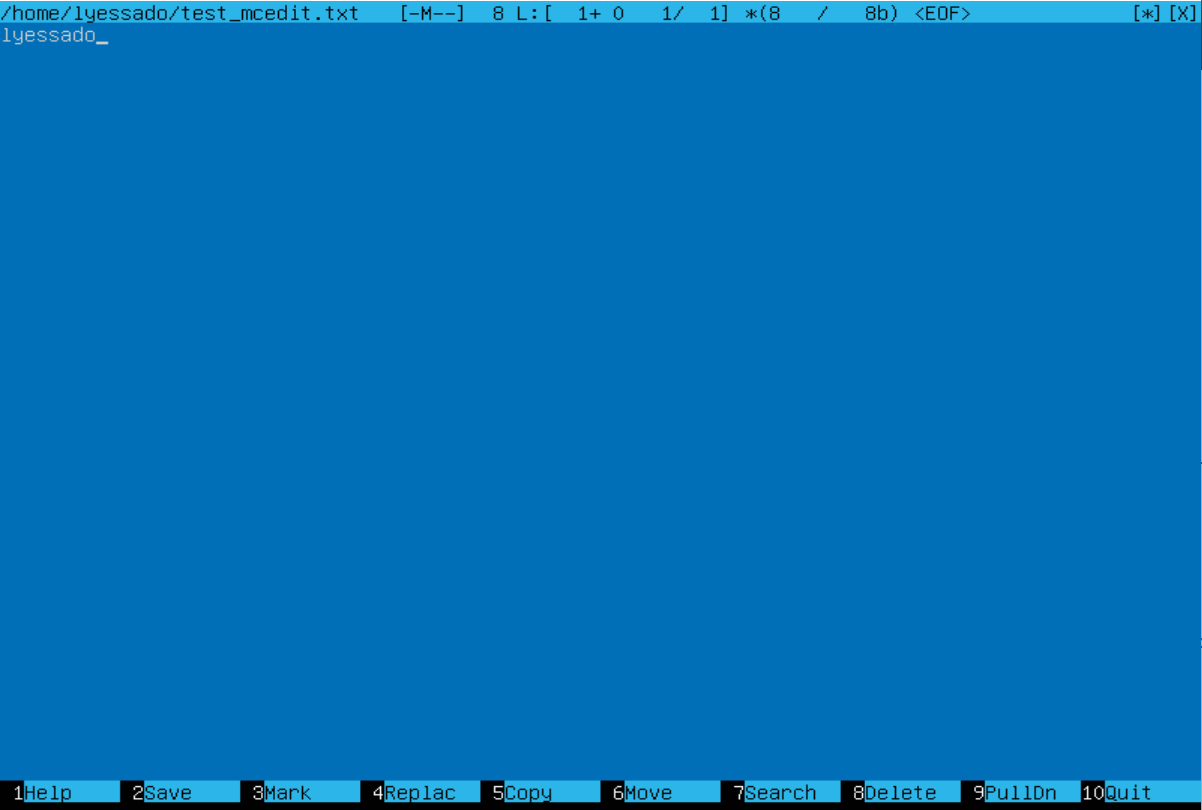 /home/lyessado/test_mcedit.txt   [-M--]  8 L:[  1+ 0   1/  1] *(8   /   8b) <EOF>   [*][X]
lyessado_
1Help 2Save 3Mark 4Replac 5Copy 6Move 7Search 8Delete 9PullDn 10Quit